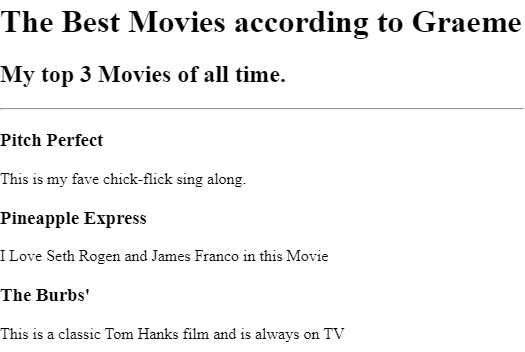 The Best Movies according to Graeme
My top 3 Movies of all time.
Pitch Perfect
This is my fave chick-flick sing along.
Pineapple Express
I Love Seth Rogen and James Franco in this Movie
The Burbs'
This is a classic Tom Hanks film and is always on TV